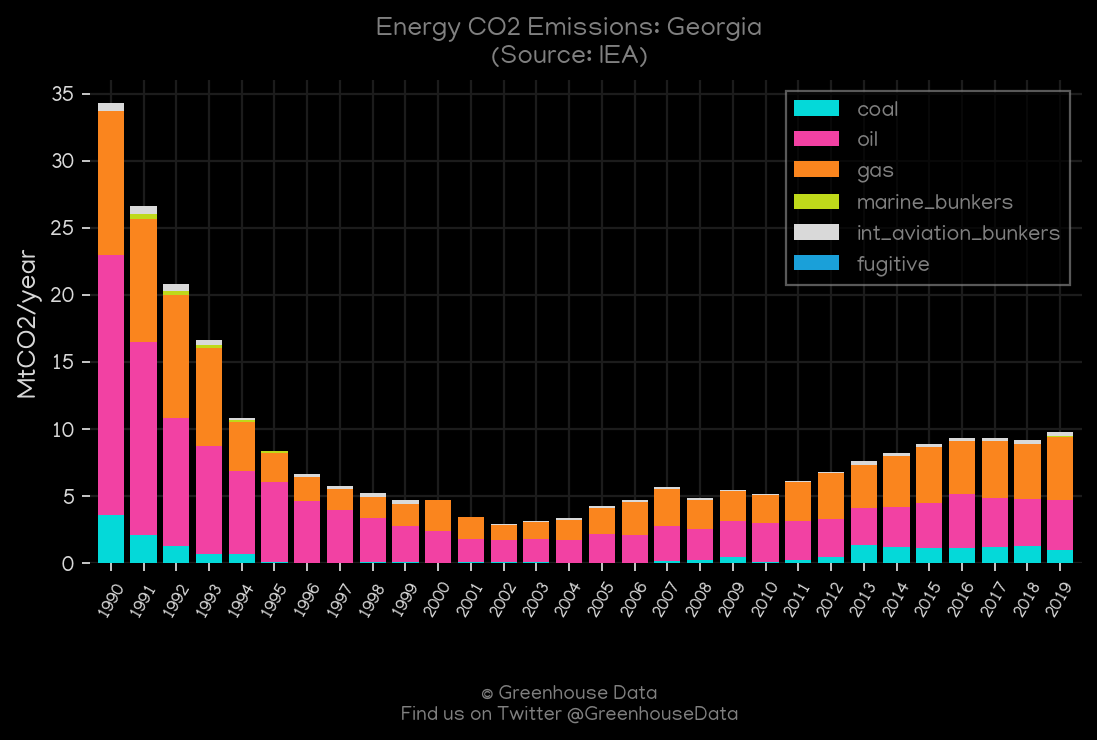 Energy CO2 Emissions: Georgia
(Source: IEA)
MtCO2/year
35
30
25
20
15
10
5
0
coal
oil
gas
marine_bunkers
int_aviation_bunkers
fugitive
1990 1991 1992 1993 1994 1995 1996 1997 1998 1999 2000 2001 2002 2003 2004 2005 2006 2007 2008 2009 2010 2011 2012 2013 2014 2015 2016 2017 2018 2019
© Greenhouse Data
Find us on Twitter @GreenhouseData